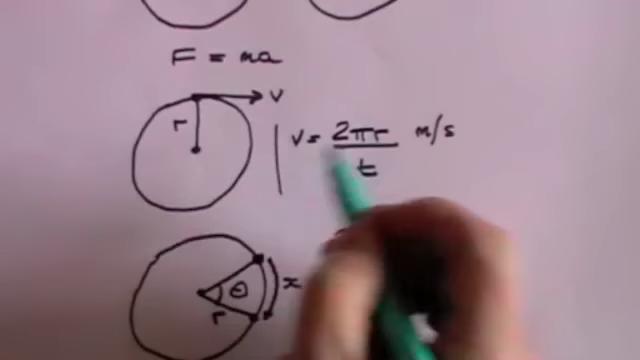 F = ma
v
r
v = 2πr/t m/s
θ
r
x